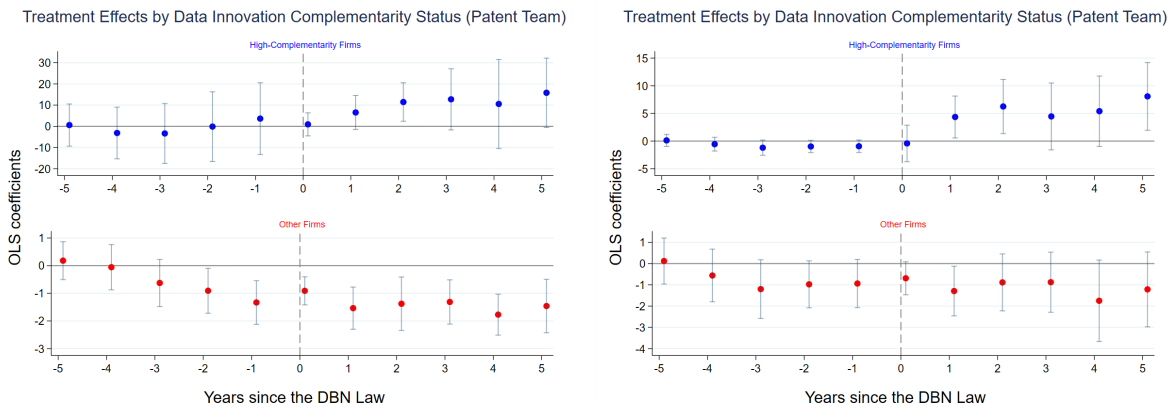 Treatment Effects by Data Innovation Complementarity Status (Patent Team)
High-Complementarity Firms
30
20
10
0
-10
-20
-5 -4 -3 -2 -1 0 1 2 3 4 5
OLS coefficients
Other Firms
1
0
-1
-2
-3
-5 -4 -3 -2 -1 0 1 2 3 4 5
Years since the DBN Law
Treatment Effects by Data Innovation Complementarity Status (Patent Team)
High-Complementarity Firms
15
10
5
0
-5
-5 -4 -3 -2 -1 0 1 2 3 4 5
OLS coefficients
Other Firms
1
0
-1
-2
-3
-4
-5 -4 -3 -2 -1 0 1 2 3 4 5
Years since the DBN Law